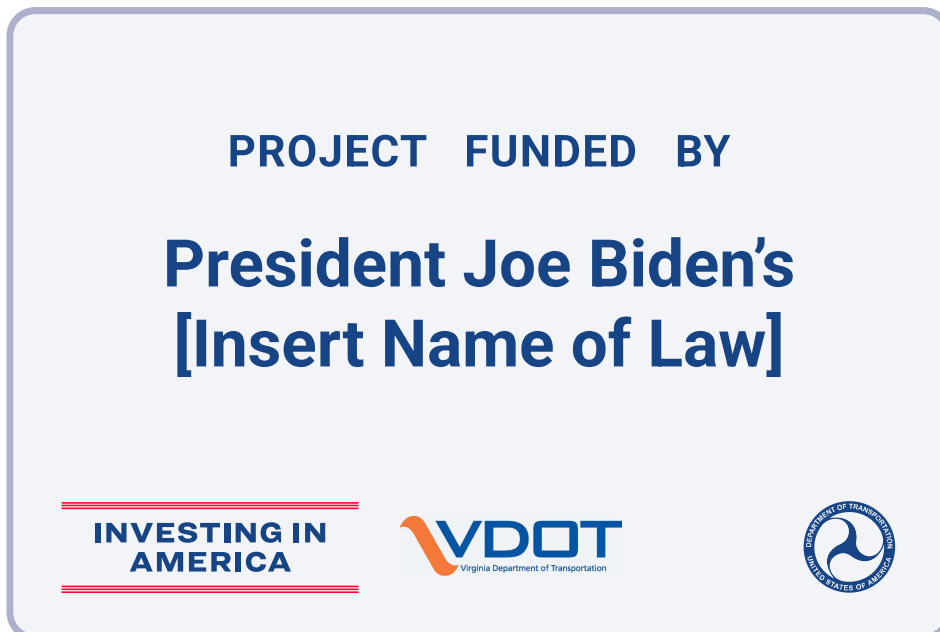 PROJECT FUNDED BY
President Joe Biden’s
[Insert Name of Law]
INVESTING IN
AMERICA
VDOT
Virginia Department of Transportation
DEPARTMENT OF TRANSPORTATION
UNITED STATES OF AMERICA